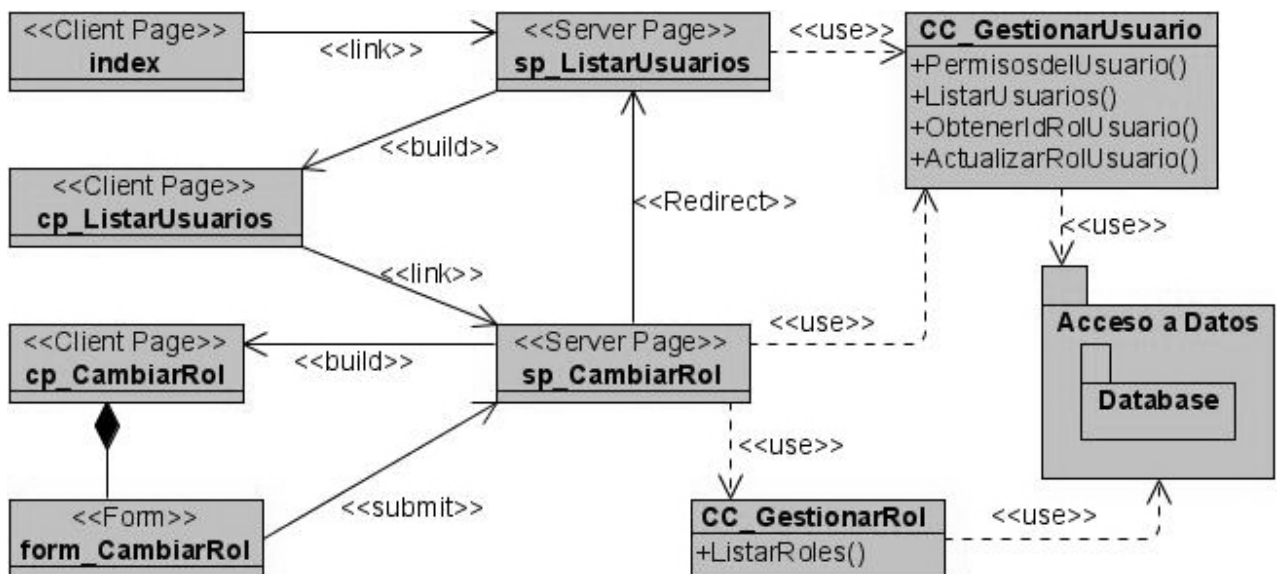 <<Client Page>>
index
<<link>>
<<Server Page>>
sp_ListarUsuarios
<<use>>
CC_GestionarUsuario
+PermisosdelUsuario()
+ListarUsuarios()
+ObtenerIdRolUsuario()
+ActualizarRolUsuario()
<<build>>
<<Client Page>>
cp_ListarUsuarios
<<Redirect>>
<<use>>
<<link>>
<<Client Page>>
cp_CambiarRol
<<build>>
<<Server Page>>
sp_CambiarRol
<<use>>
Acceso a Datos
Database
<<use>>
<<Form>>
form_CambiarRol
<<submit>>
CC_GestionarRol
+ListarRoles()
<<use>>